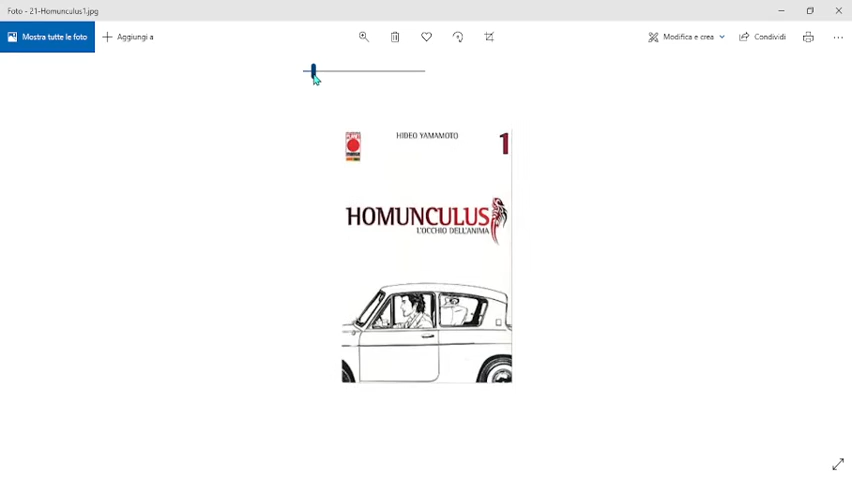 Foto - 21-Homunculus1.jpg
Mostra tutte le foto
Aggiungi a
Modifica e crea
Condividi
HIDEO YAMAMOTO
1
HOMUNCULUS
L'OCCHIO DELL'ANIMA